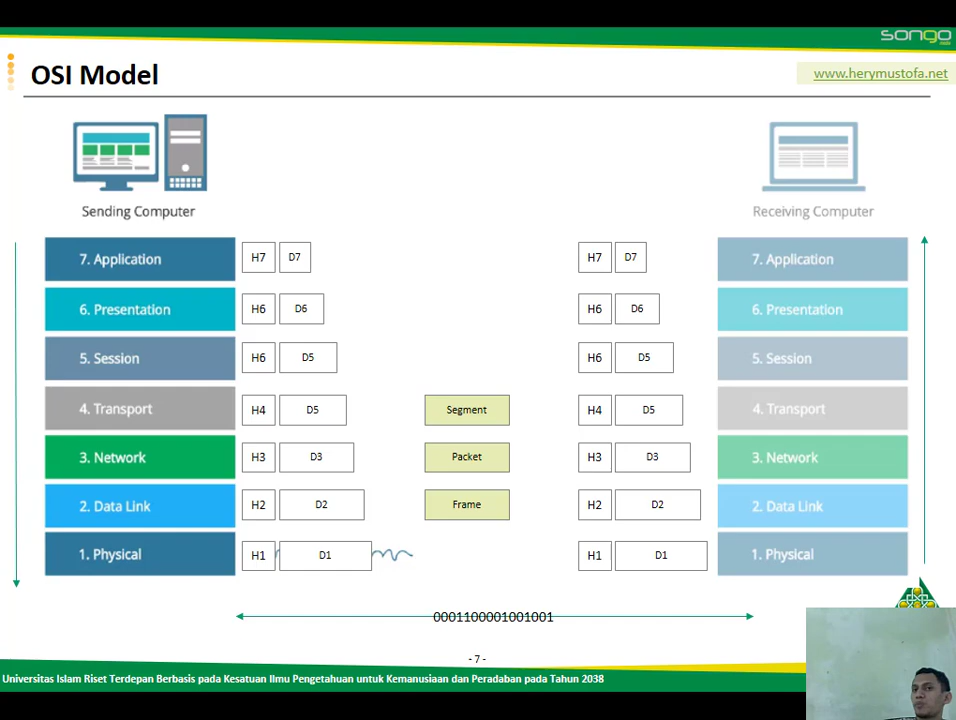 songo
OSI Model
www.herymustofa.net
Sending Computer
Receiving Computer
7. Application H7 D7 H7 D7 7. Application
6. Presentation H6 D6 H6 D6 6. Presentation
5. Session H6 D5 H6 D5 5. Session
4. Transport H4 D5 Segment H4 D5 4. Transport
3. Network H3 D3 Packet H3 D3 3. Network
2. Data Link H2 D2 Frame H2 D2 2. Data Link
1. Physical H1 D1 H1 D1 1. Physical
0001100001001001
- 7 -
Universitas Islam Riset Terdepan Berbasis pada Kesatuan Ilmu Pengetahuan untuk Kemanusiaan dan Peradaban pada Tahun 2038